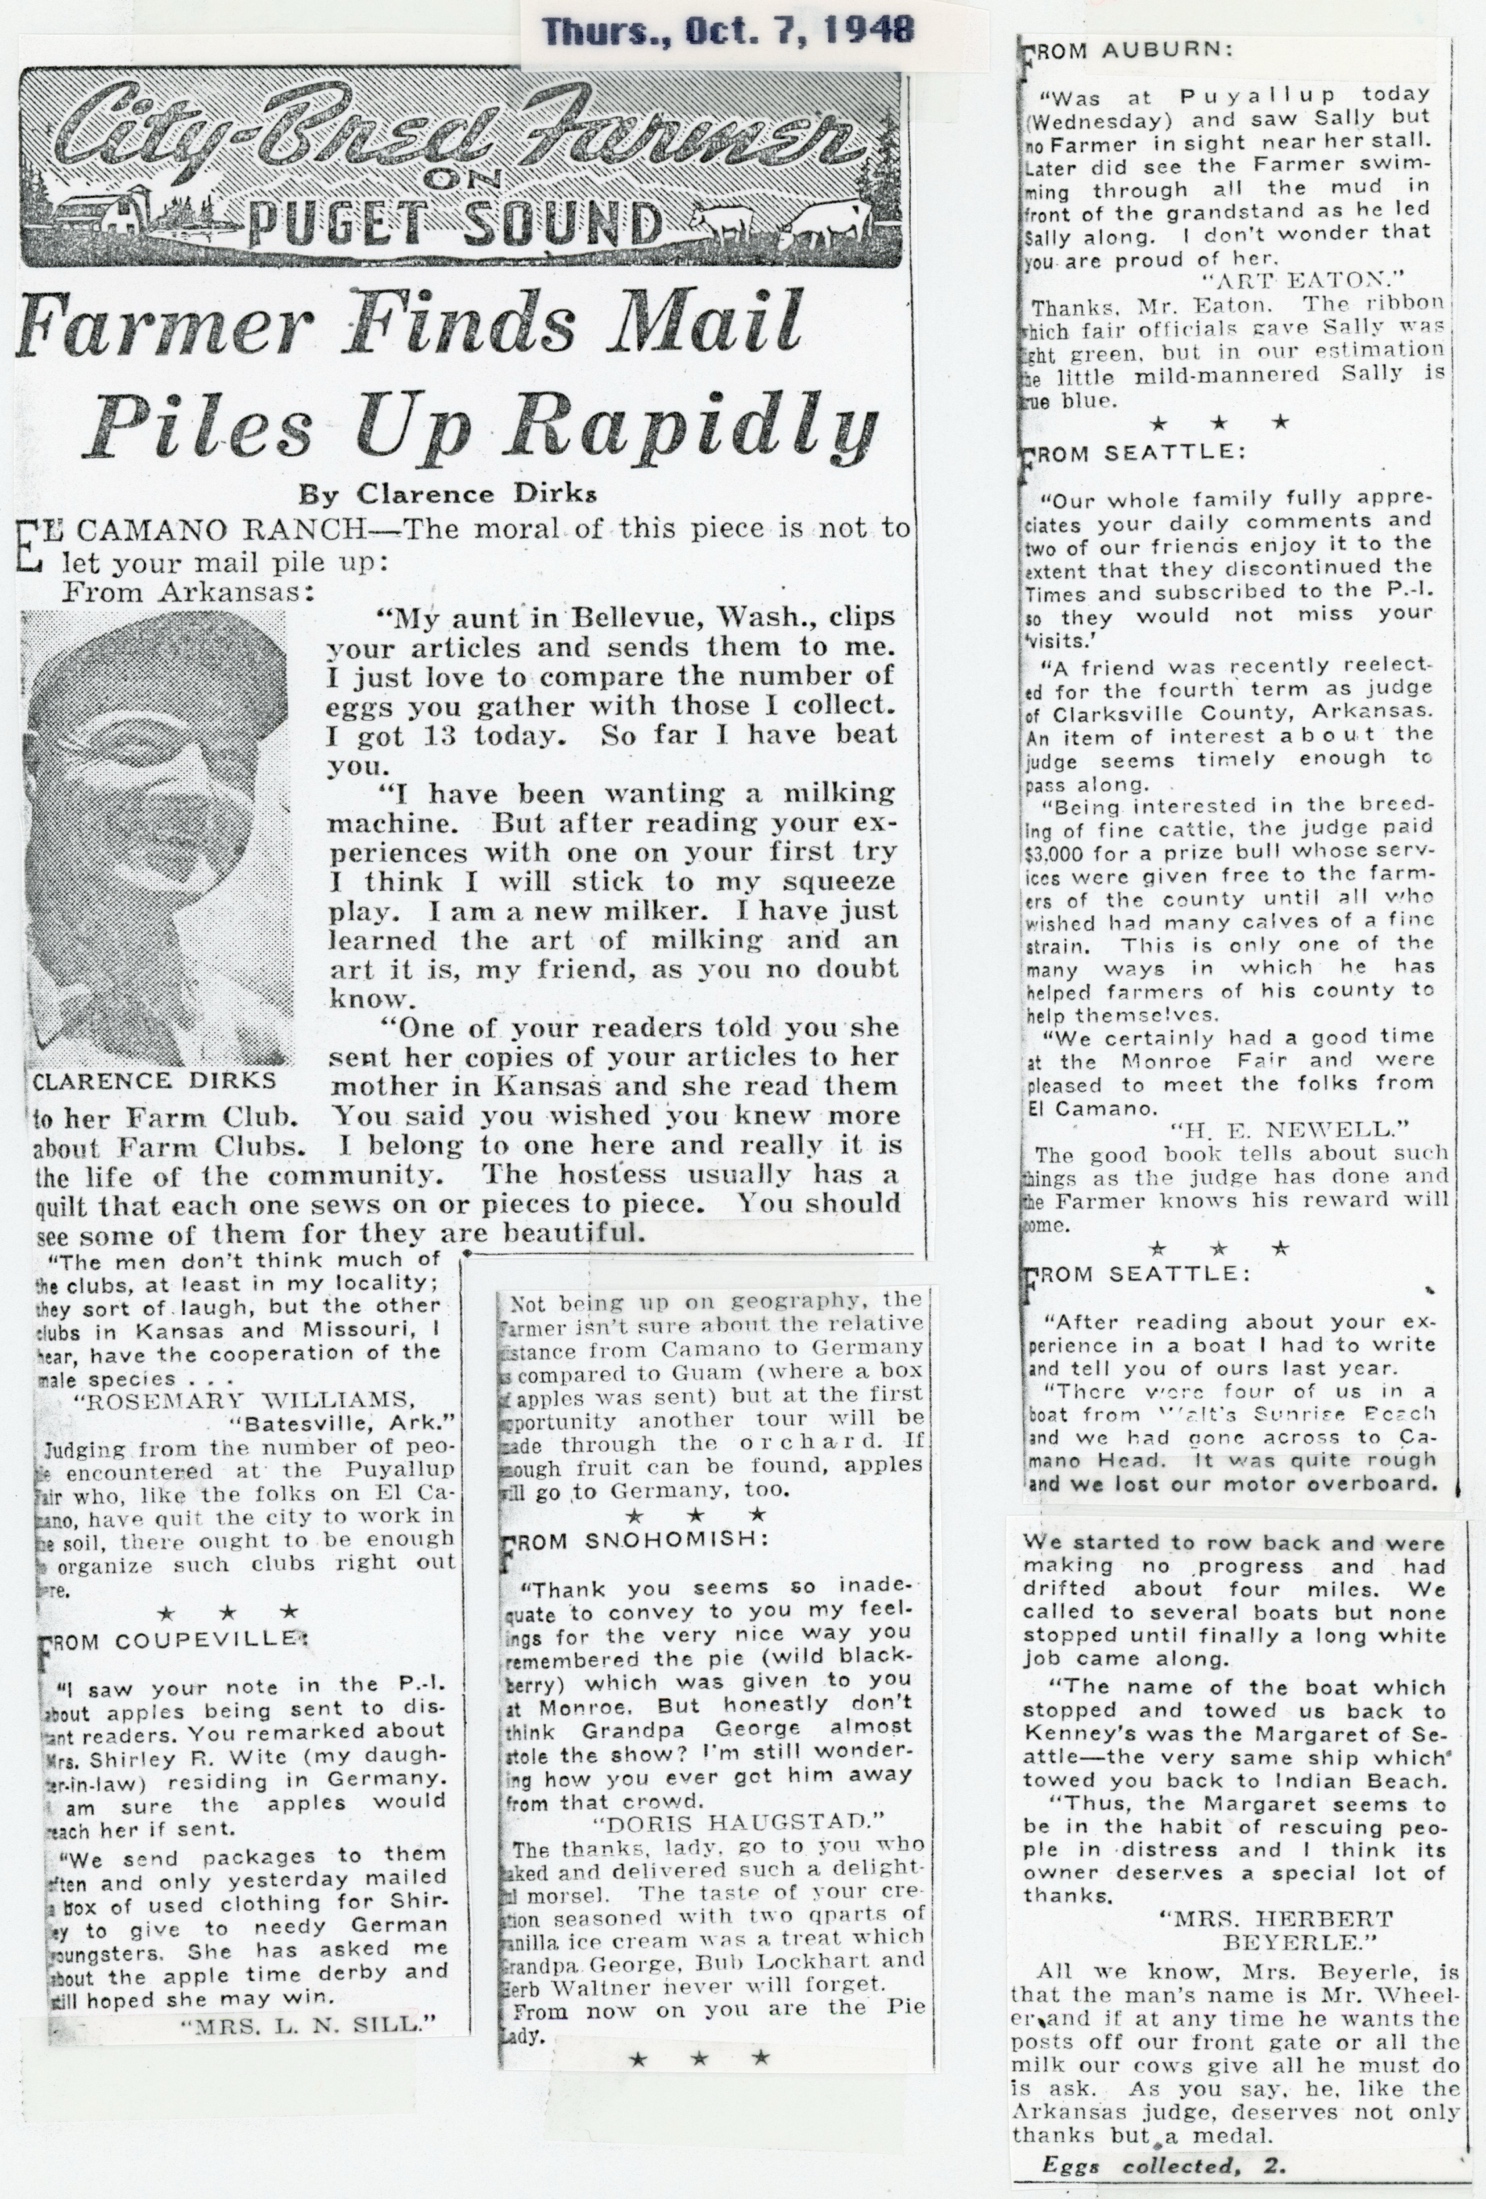 Thurs., Oct. 7, 1948
City-Bred Farmer
ON
PUGET SOUND
Farmer Finds Mail
Piles Up Rapidly
By Clarence Dirks
EL CAMANO RANCH—The moral of this piece is not to
let your mail pile up:
From Arkansas:
"My aunt in Bellevue, Wash., clips
your articles and sends them to me.
I just love to compare the number of
eggs you gather with those I collect.
I got 13 today. So far I have beat
you.
"I have been wanting a milking
machine. But after reading your ex-
periences with one on your first try
I think I will stick to my squeeze
play. I am a new milker. I have just
learned the art of milking and an
art it is, my friend, as you no doubt
know.
"One of your readers told you she
sent her copies of your articles to her
CLARENCE DIRKS
mother in Kansas and she read them
to her Farm Club. You said you wished you knew more
about Farm Clubs. I belong to one here and really it is
the life of the community. The hostess usually has a
quilt that each one sews on or pieces to piece. You should
see some of them for they are beautiful.
"The men don't think much of
the clubs, at least in my locality;
they sort of laugh, but the other
clubs in Kansas and Missouri, I
hear, have the cooperation of the
male species . . .
"ROSEMARY WILLIAMS,
"Batesville, Ark."
Judging from the number of peo-
ple encountered at the Puyallup
Fair who, like the folks on El Ca-
mano, have quit the city to work in
the soil, there ought to be enough
to organize such clubs right out
here.
★ ★ ★
FROM COUPEVILLE:
"I saw your note in the P.-I.
about apples being sent to dis-
tant readers. You remarked about
Mrs. Shirley R. Wite (my daugh-
ter-in-law) residing in Germany.
I am sure the apples would
reach her if sent.
"We send packages to them
often and only yesterday mailed
a box of used clothing for Shir-
ley to give to needy German
youngsters. She has asked me
about the apple time derby and
still hoped she may win.
"MRS. L. N. SILL."
Not being up on geography, the
Farmer isn't sure about the relative
distance from Camano to Germany
as compared to Guam (where a box
of apples was sent) but at the first
opportunity another tour will be
made through the orchard. If
enough fruit can be found, apples
will go to Germany, too.
★ ★ ★
FROM SNOHOMISH:
"Thank you seems so inade-
quate to convey to you my feel-
ings for the very nice way you
remembered the pie (wild black-
berry) which was given to you
at Monroe. But honestly don't
think Grandpa George almost
stole the show? I'm still wonder-
ing how you ever got him away
from that crowd.
"DORIS HAUGSTAD."
The thanks, lady, go to you who
baked and delivered such a delight-
ful morsel. The taste of your cre-
ation seasoned with two qparts of
vanilla ice cream was a treat which
Grandpa George, Bub Lockhart and
Herb Waltner never will forget.
From now on you are the Pie
Lady.
★ ★ ★
FROM AUBURN:
"Was at Puyallup today
(Wednesday) and saw Sally but
no Farmer in sight near her stall.
Later did see the Farmer swim-
ming through all the mud in
front of the grandstand as he led
Sally along. I don't wonder that
you are proud of her.
"ART EATON."
Thanks, Mr. Eaton. The ribbon
which fair officials gave Sally was
light green, but in our estimation
the little mild-mannered Sally is
true blue.
★ ★ ★
FROM SEATTLE:
"Our whole family fully appre-
ciates your daily comments and
two of our friends enjoy it to the
extent that they discontinued the
Times and subscribed to the P.-I.
so they would not miss your
'visits.'
"A friend was recently reelect-
ed for the fourth term as judge
of Clarksville County, Arkansas.
An item of interest about the
judge seems timely enough to
pass along.
"Being interested in the breed-
ing of fine cattle, the judge paid
$3,000 for a prize bull whose serv-
ices were given free to the farm-
ers of the county until all who
wished had many calves of a fine
strain. This is only one of the
many ways in which he has
helped farmers of his county to
help themselves.
"We certainly had a good time
at the Monroe Fair and were
pleased to meet the folks from
El Camano.
"H. E. NEWELL."
The good book tells about such
things as the judge has done and
the Farmer knows his reward will
come.
★ ★ ★
FROM SEATTLE:
"After reading about your ex-
perience in a boat I had to write
and tell you of ours last year.
"There were four of us in a
boat from Walt's Sunrise Beach
and we had gone across to Ca-
mano Head. It was quite rough
and we lost our motor overboard.
We started to row back and were
making no progress and had
drifted about four miles. We
called to several boats but none
stopped until finally a long white
job came along.
"The name of the boat which
stopped and towed us back to
Kenney's was the Margaret of Se-
attle—the very same ship which
towed you back to Indian Beach.
"Thus, the Margaret seems to
be in the habit of rescuing peo-
ple in distress and I think its
owner deserves a special lot of
thanks.
"MRS. HERBERT
BEYERLE."
All we know, Mrs. Beyerle, is
that the man's name is Mr. Wheel-
er and if at any time he wants the
posts off our front gate or all the
milk our cows give all he must do
is ask. As you say, he, like the
Arkansas judge, deserves not only
thanks but a medal.
Eggs collected, 2.